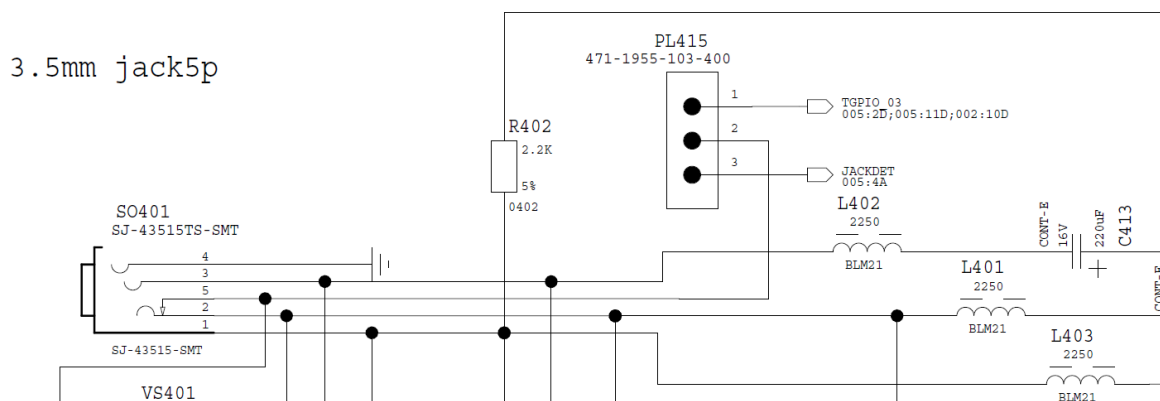 3.5mm jack5p
PL415
471-1955-103-400
1
TGPIO_03
005:2D;005:11D;002:10D
2
3
JACKDET
005:4A
R402
2.2K
5%
0402
SO401
SJ-43515TS-SMT
4
3
5
2
1
SJ-43515-SMT
VS401
L402
2250
BLM21
CONT-E
16V
220uF
C413
L401
2250
BLM21
CONT-E
L403
2250
BLM21